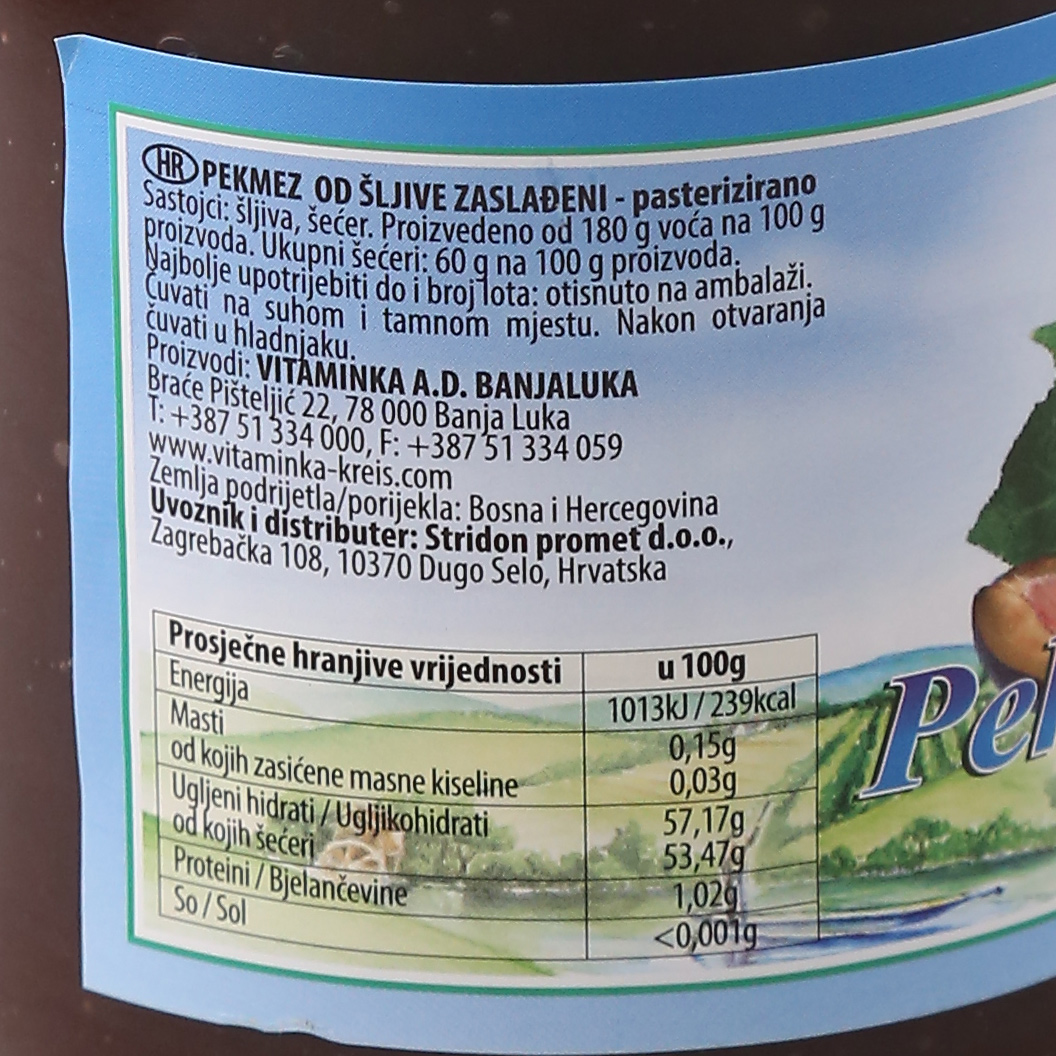 HR PEKMEZ OD ŠLJIVE ZASLAĐENI - pasterizirano
Sastojci: šljiva, šećer. Proizvedeno od 180 g voća na 100 g
proizvoda. Ukupni šećeri: 60 g na 100 g proizvoda.
Najbolje upotrijebiti do i broj lota: otisnuto na ambalaži.
Čuvati na suhom i tamnom mjestu. Nakon otvaranja
čuvati u hladnjaku.
Proizvodi: VITAMINKA A.D. BANJALUKA
Braće Pišteljić 22, 78 000 Banja Luka
T: +387 51 334 000, F: +387 51 334 059
www.vitaminka-kreis.com
Zemlja podrijetla/porijekla: Bosna i Hercegovina
Uvoznik i distributer: Stridon promet d.o.o.,
Zagrebačka 108, 10370 Dugo Selo, Hrvatska
Prosječne hranjive vrijednosti u 100g
Energija 1013kJ / 239kcal
Masti 0,15g
od kojih zasićene masne kiseline 0,03g
Ugljeni hidrati / Ugljikohidrati 57,17g
od kojih šećeri 53,47g
Proteini / Bjelančevine 1,02g
So / Sol <0,001g